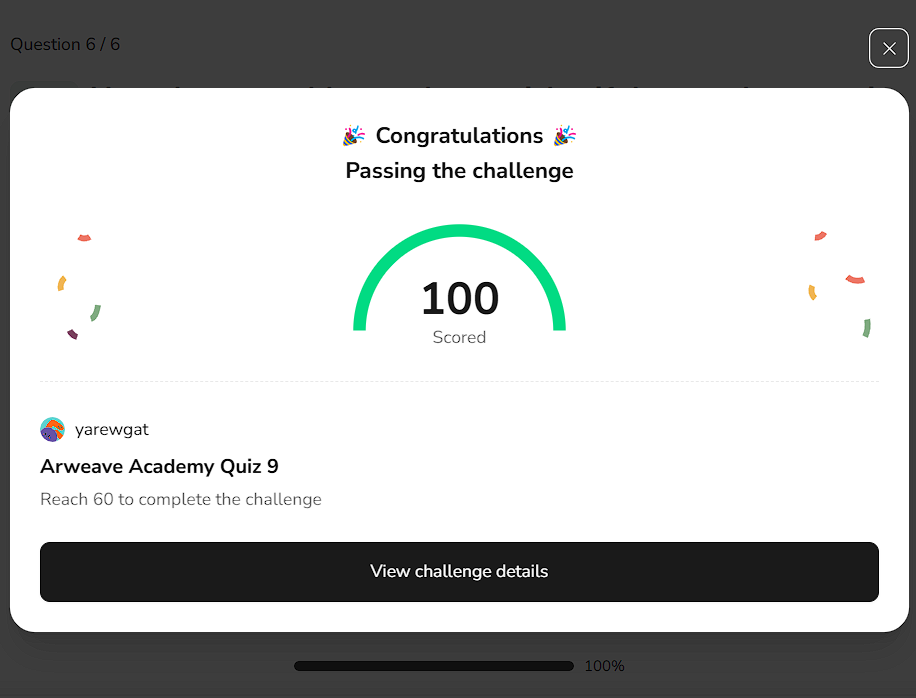 Question 6 / 6
🎉 Congratulations 🎉
Passing the challenge
100
Scored
yarewgat
Arweave Academy Quiz 9
Reach 60 to complete the challenge
View challenge details
100%